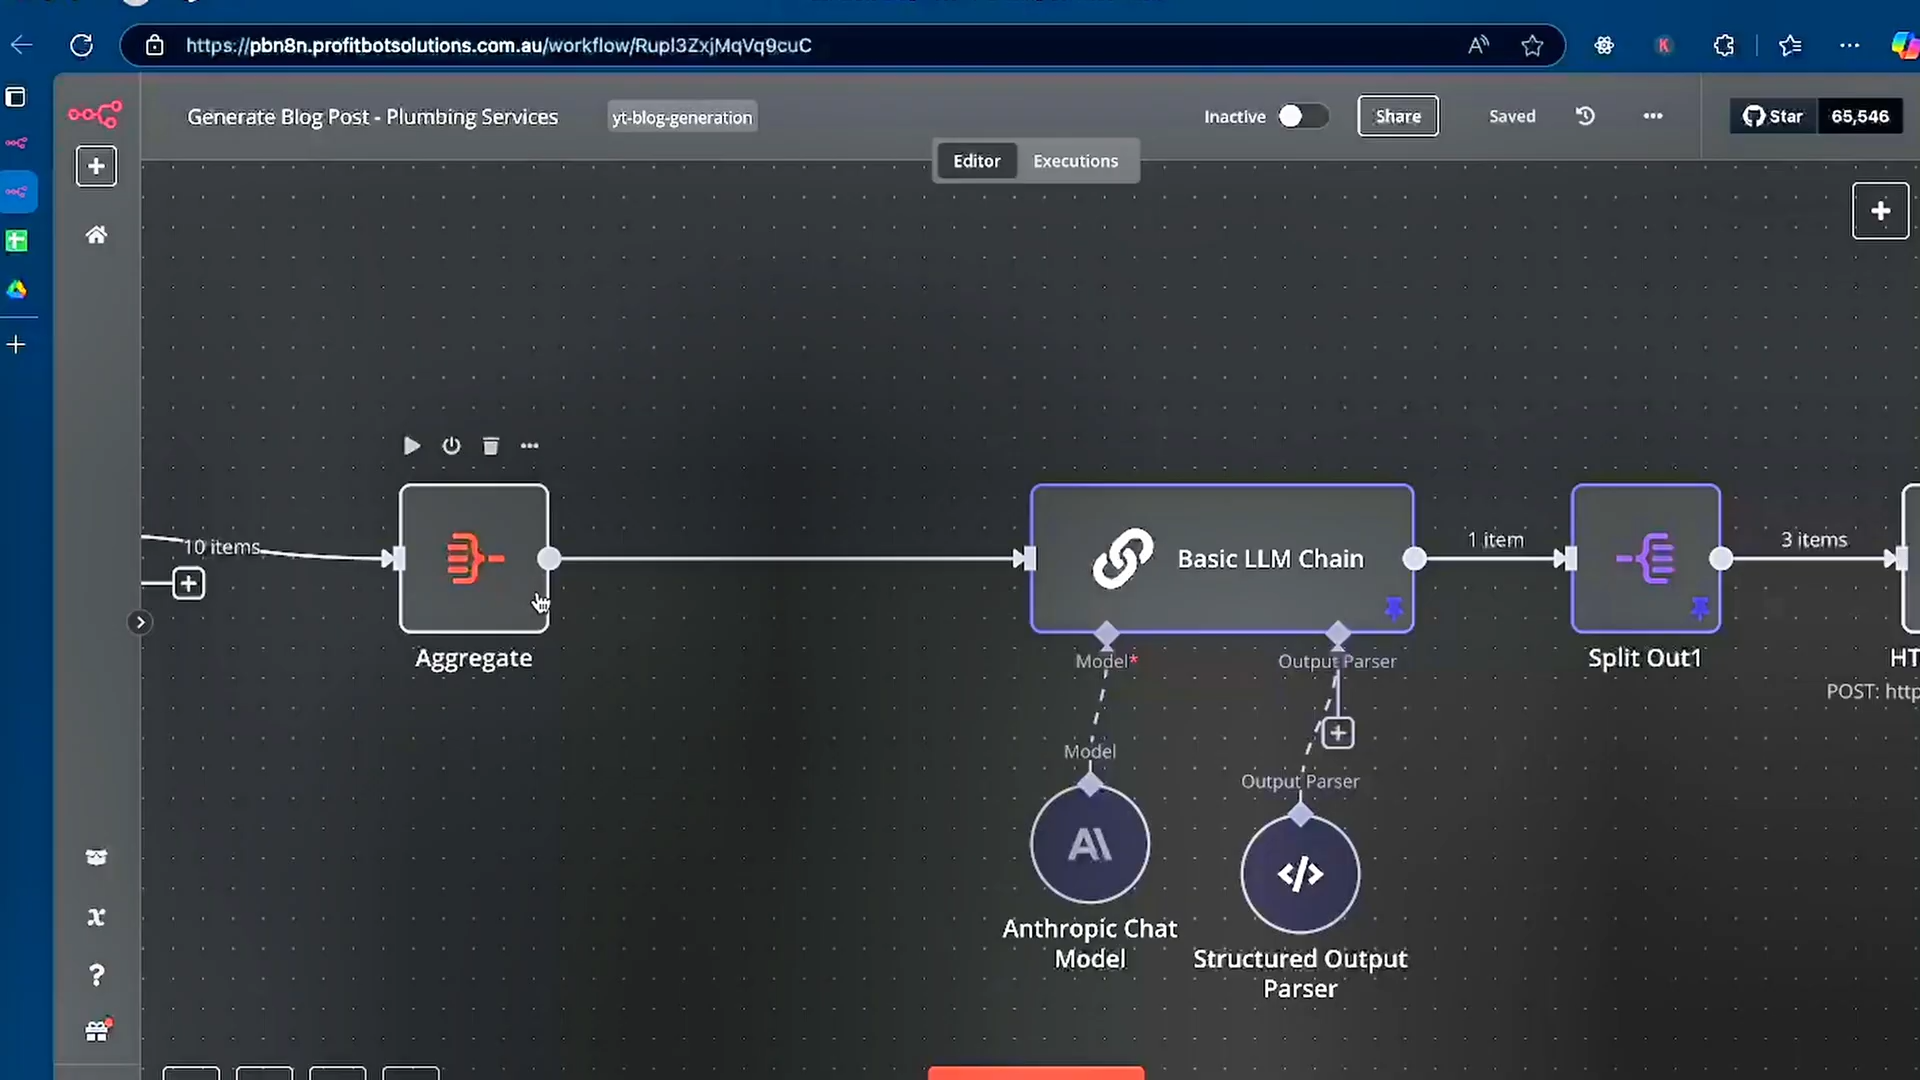 https://pbn8n.profitbotsolutions.com.au/workflow/Rupl3ZxjMqVq9cuC
Generate Blog Post - Plumbing Services
yt-blog-generation
Inactive
Share
Saved
Star
65,546
Editor
Executions
10 items
Aggregate
Basic LLM Chain
1 item
Split Out1
3 items
Model*
Output Parser
HT
POST: http
Model
Output Parser
Anthropic Chat
Model
Structured Output
Parser